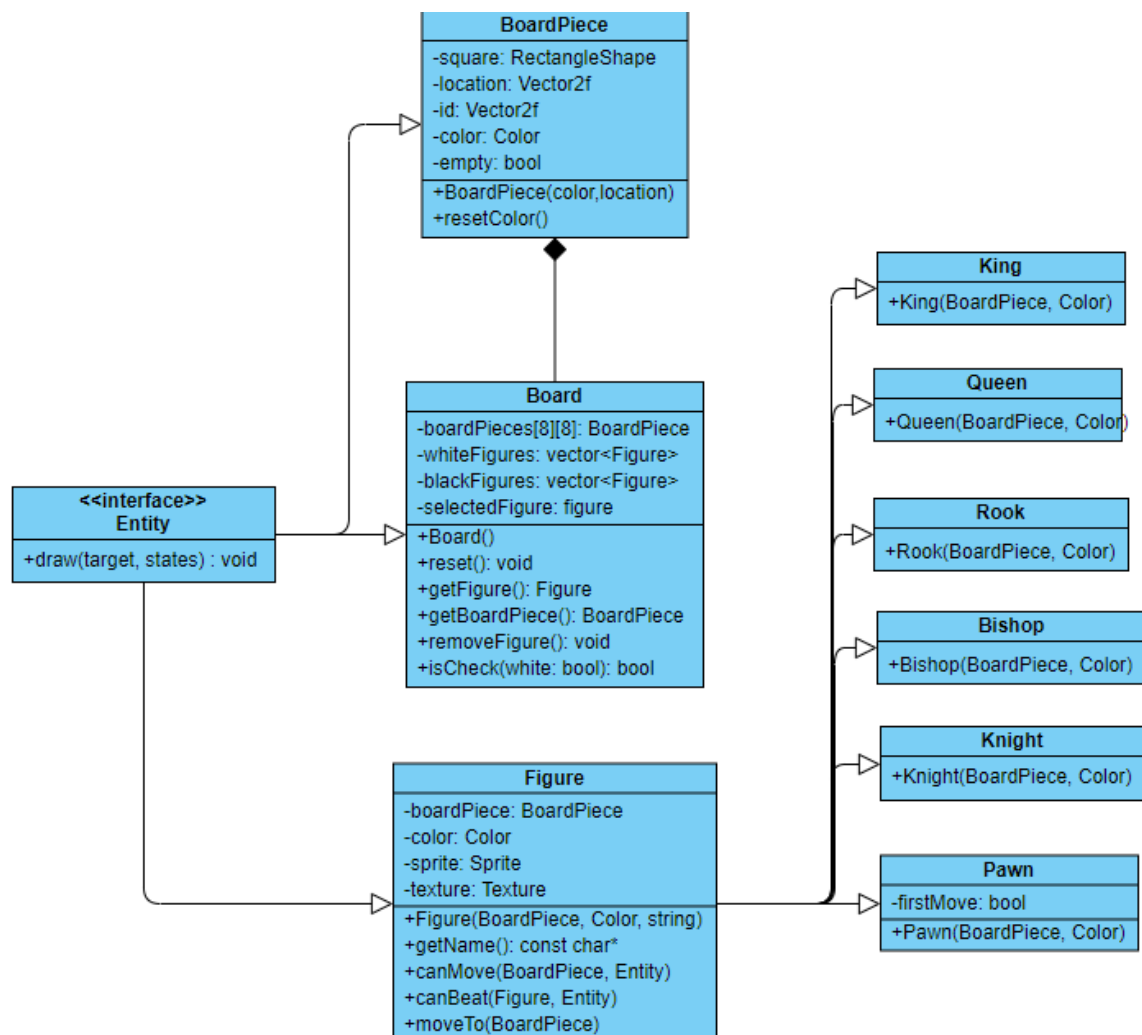 BoardPiece
-square: RectangleShape
-location: Vector2f
-id: Vector2f
-color: Color
-empty: bool
+BoardPiece(color,location)
+resetColor()
King
+King(BoardPiece, Color)
Queen
+Queen(BoardPiece, Color)
Board
-boardPieces[8][8]: BoardPiece
-whiteFigures: vector<Figure>
-blackFigures: vector<Figure>
-selectedFigure: figure
+Board()
+reset(): void
+getFigure(): Figure
+getBoardPiece(): BoardPiece
+removeFigure(): void
+isCheck(white: bool): bool
<<interface>>
Entity
+draw(target, states) : void
Rook
+Rook(BoardPiece, Color)
Bishop
+Bishop(BoardPiece, Color)
Knight
+Knight(BoardPiece, Color)
Figure
-boardPiece: BoardPiece
-color: Color
-sprite: Sprite
-texture: Texture
+Figure(BoardPiece, Color, string)
+getName(): const char*
+canMove(BoardPiece, Entity)
+canBeat(Figure, Entity)
+moveTo(BoardPiece)
Pawn
-firstMove: bool
+Pawn(BoardPiece, Color)